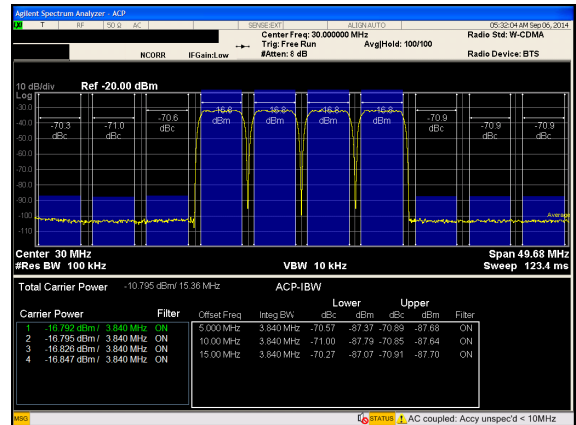 Agilent Spectrum Analyzer - ACP
LXI T RF 50 Ω AC SENSE:EXT ALIGN AUTO 05:32:04 AM Sep 06, 2014
Center Freq: 30.000000 MHz Radio Std: W-CDMA
Trig: Free Run Avg|Hold: 100/100
NCORR IFGain:Low #Atten: 8 dB Radio Device: BTS
10 dB/div Ref -20.00 dBm
Log
-30.0
-40.0
-50.0
-60.0
-70.0
-80.0
-90.0
-100
-110
-70.3 dBc
-71.0 dBc
-70.6 dBc
-16.8 dBm
-16.8 dBm
-16.8 dBm
-16.8 dBm
-70.9 dBc
-70.9 dBc
-70.9 dBc
Average
Center 30 MHz Span 49.68 MHz
#Res BW 100 kHz VBW 10 kHz Sweep 123.4 ms
Total Carrier Power -10.795 dBm/ 15.36 MHz ACP-IBW
Lower Upper
Carrier Power Filter Offset Freq Integ BW dBc dBm dBc dBm Filter
1 -16.792 dBm / 3.840 MHz ON 5.000 MHz 3.840 MHz -70.57 -87.37 -70.89 -87.68 ON
2 -16.795 dBm / 3.840 MHz ON 10.00 MHz 3.840 MHz -71.00 -87.79 -70.85 -87.64 ON
3 -16.826 dBm / 3.840 MHz ON 15.00 MHz 3.840 MHz -70.27 -87.07 -70.91 -87.70 ON
4 -16.847 dBm / 3.840 MHz ON
MSG STATUS AC coupled: Accy unspec'd < 10MHz